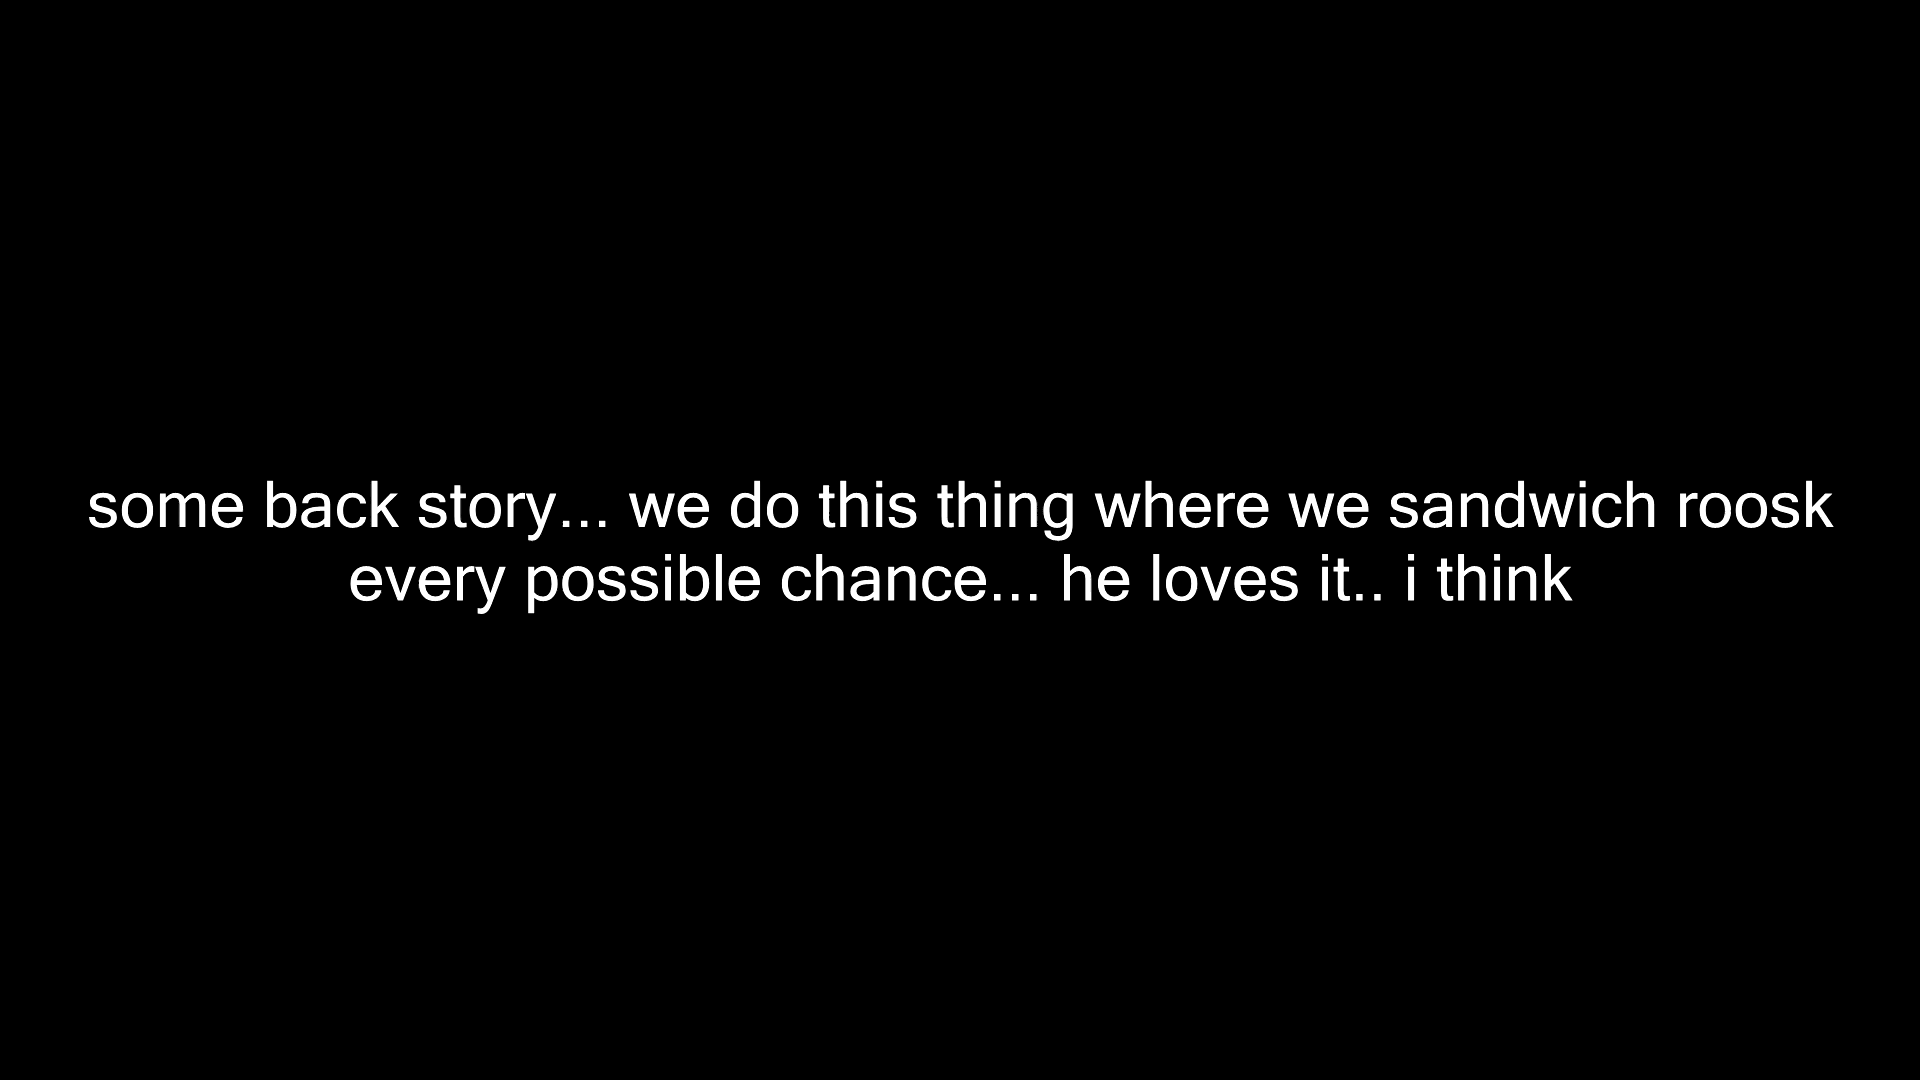 some back story... we do this thing where we sandwich roosk
every possible chance... he loves it.. i think